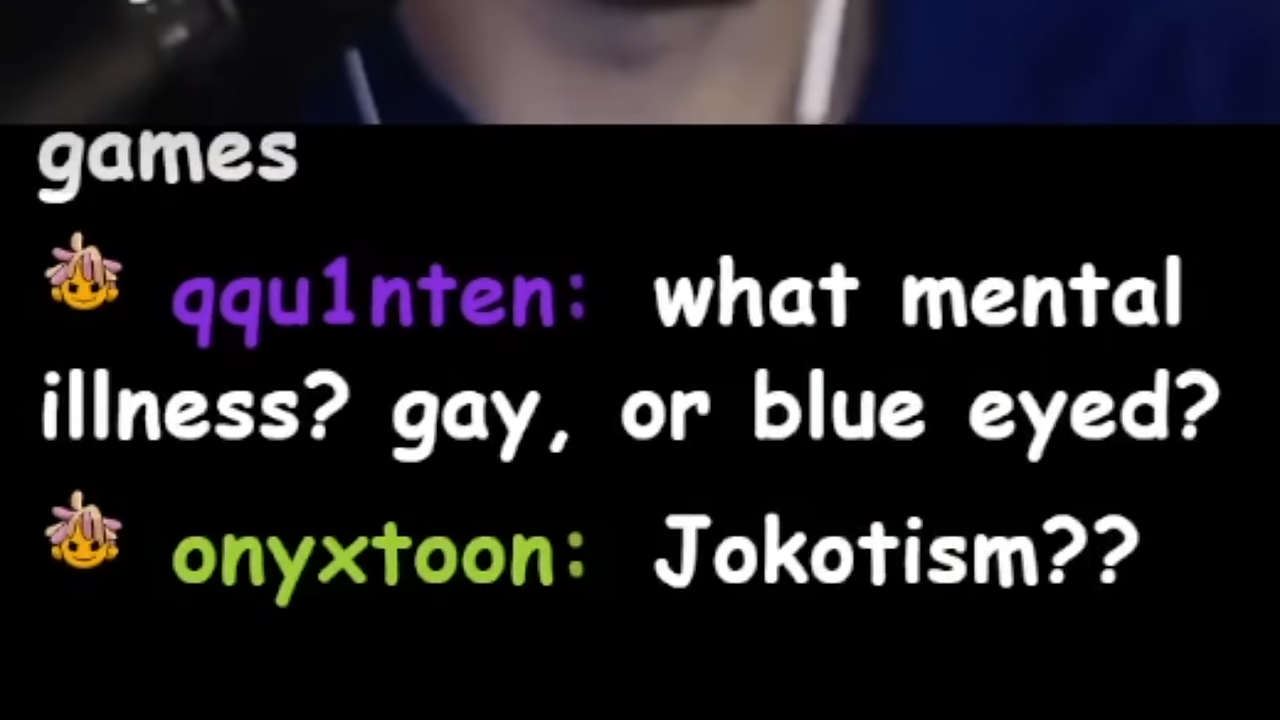 games
qqu1nten: what mental
illness? gay, or blue eyed?
onyxtoon: Jokotism??